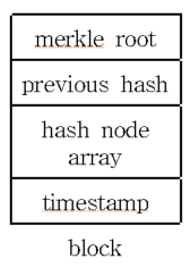 merkle root
previous hash
hash node
array
timestamp
block